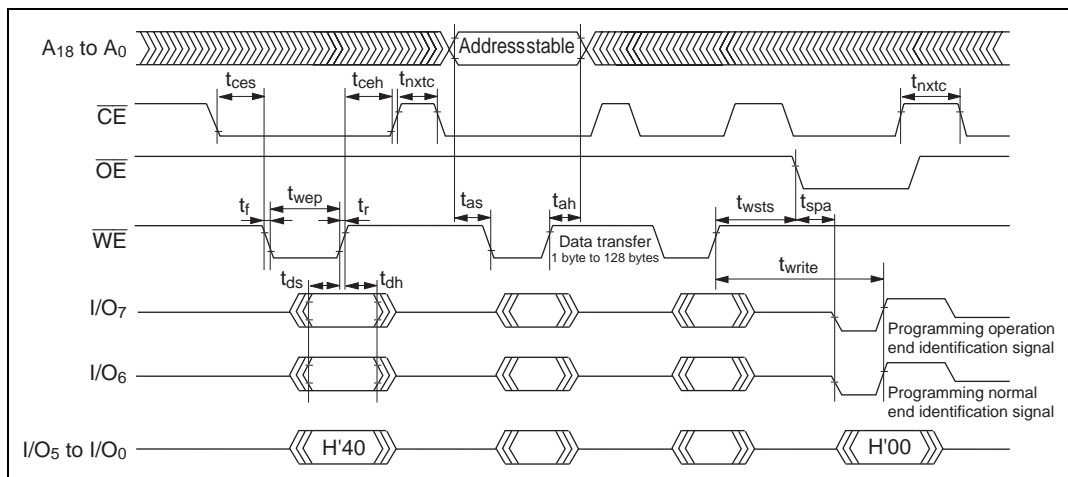 A18 to A0
Address stable
tces
tceh
tnxtc
tnxtc
CE
OE
twep
tf
tr
tas
tah
twsts
tspa
WE
Data transfer
1 byte to 128 bytes
twrite
tds
tdh
I/O7
Programming operation
end identification signal
I/O6
Programming normal
end identification signal
I/O5 to I/O0
H'40
H'00